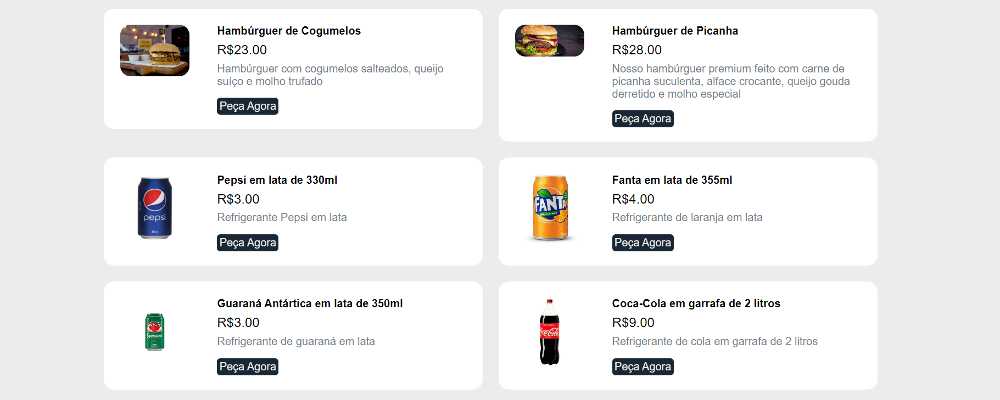 Hambúrguer de Cogumelos
R$23.00
Hambúrguer com cogumelos salteados, queijo
suíço e molho trufado
Peça Agora
Hambúrguer de Picanha
R$28.00
Nosso hambúrguer premium feito com carne de
picanha suculenta, alface crocante, queijo gouda
derretido e molho especial
Peça Agora
pepsi
330 ml
Pepsi em lata de 330ml
R$3.00
Refrigerante Pepsi em lata
Peça Agora
FANTA
Fanta em lata de 355ml
R$4.00
Refrigerante de laranja em lata
Peça Agora
Guaraná
Guaraná Antártica em lata de 350ml
R$3.00
Refrigerante de guaraná em lata
Peça Agora
Coca-Cola
Coca-Cola em garrafa de 2 litros
R$9.00
Refrigerante de cola em garrafa de 2 litros
Peça Agora